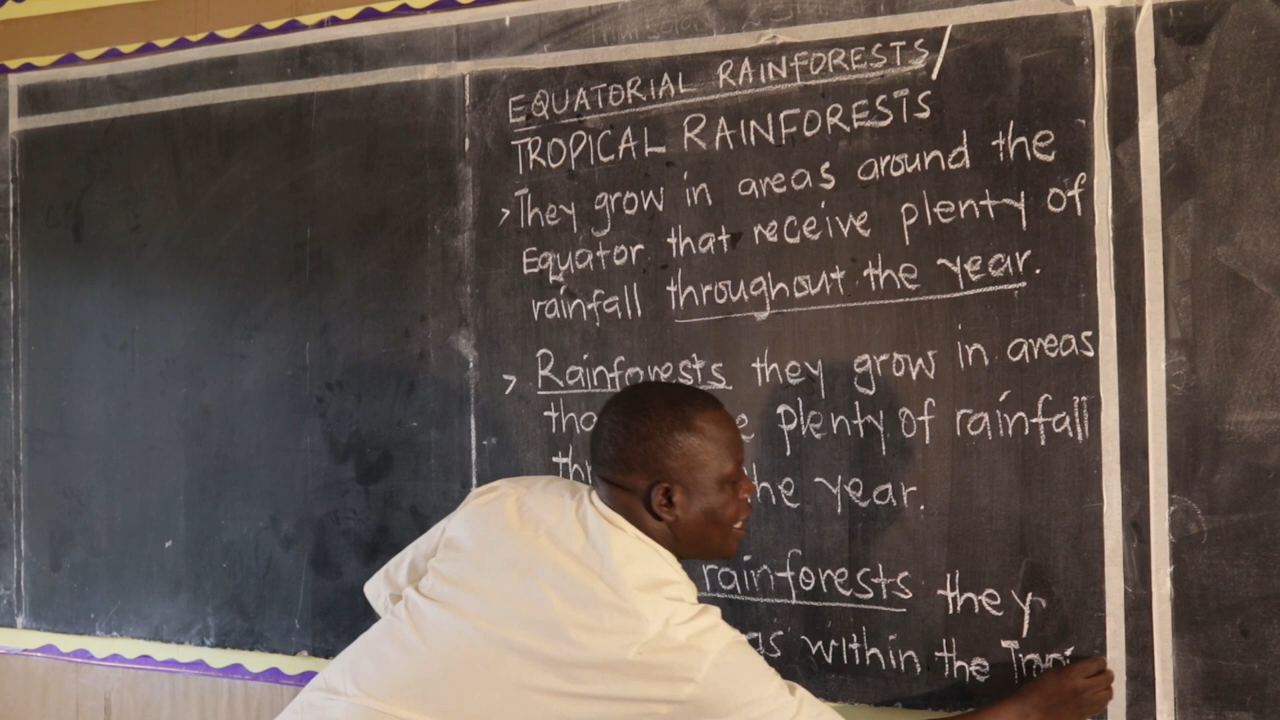 EQUATORIAL RAINFORESTS/
TROPICAL RAINFORESTS
> They grow in areas around the
Equator that receive plenty of
rainfall throughout the year.
> Rainforests they grow in areas
plenty of rainfall
the year.
rainforests they
within the